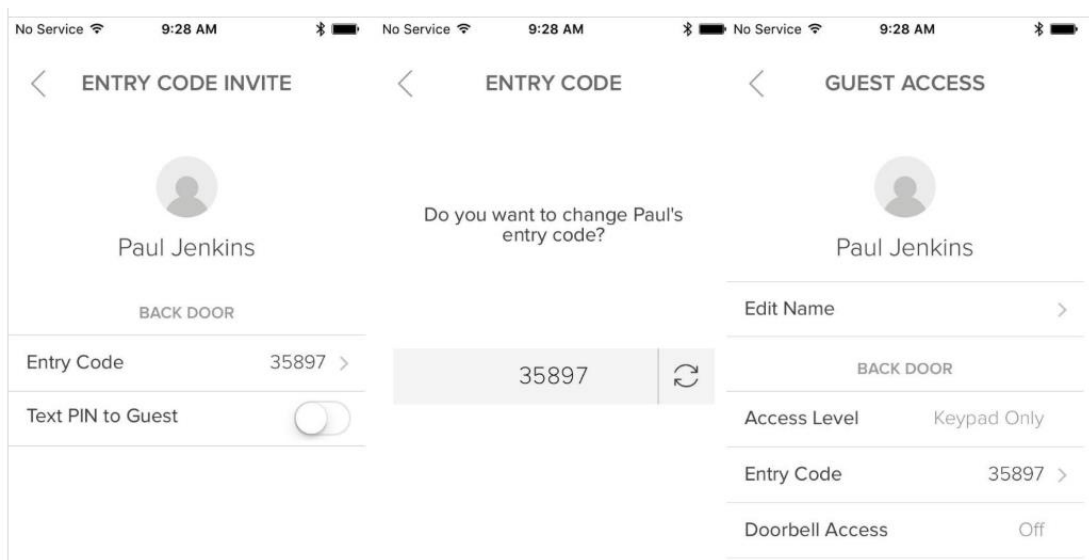 No Service 9:28 AM
ENTRY CODE INVITE
Paul Jenkins
BACK DOOR
Entry Code 35897
Text PIN to Guest
No Service 9:28 AM
ENTRY CODE
Do you want to change Paul's
entry code?
35897
No Service 9:28 AM
GUEST ACCESS
Paul Jenkins
Edit Name
BACK DOOR
Access Level Keypad Only
Entry Code 35897
Doorbell Access Off